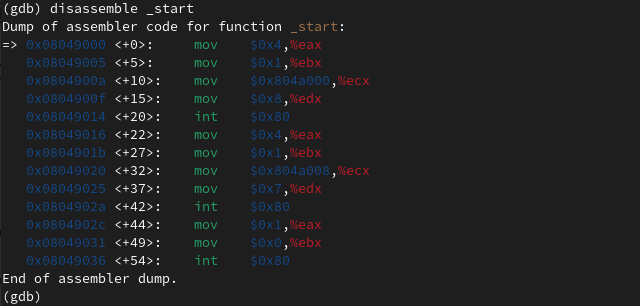 (gdb) disassemble _start
Dump of assembler code for function _start:
=> 0x08049000 <+0>:     mov    $0x4,%eax
   0x08049005 <+5>:     mov    $0x1,%ebx
   0x0804900a <+10>:    mov    $0x804a000,%ecx
   0x0804900f <+15>:    mov    $0x8,%edx
   0x08049014 <+20>:    int    $0x80
   0x08049016 <+22>:    mov    $0x4,%eax
   0x0804901b <+27>:    mov    $0x1,%ebx
   0x08049020 <+32>:    mov    $0x804a008,%ecx
   0x08049025 <+37>:    mov    $0x7,%edx
   0x0804902a <+42>:    int    $0x80
   0x0804902c <+44>:    mov    $0x1,%eax
   0x08049031 <+49>:    mov    $0x0,%ebx
   0x08049036 <+54>:    int    $0x80
End of assembler dump.
(gdb)